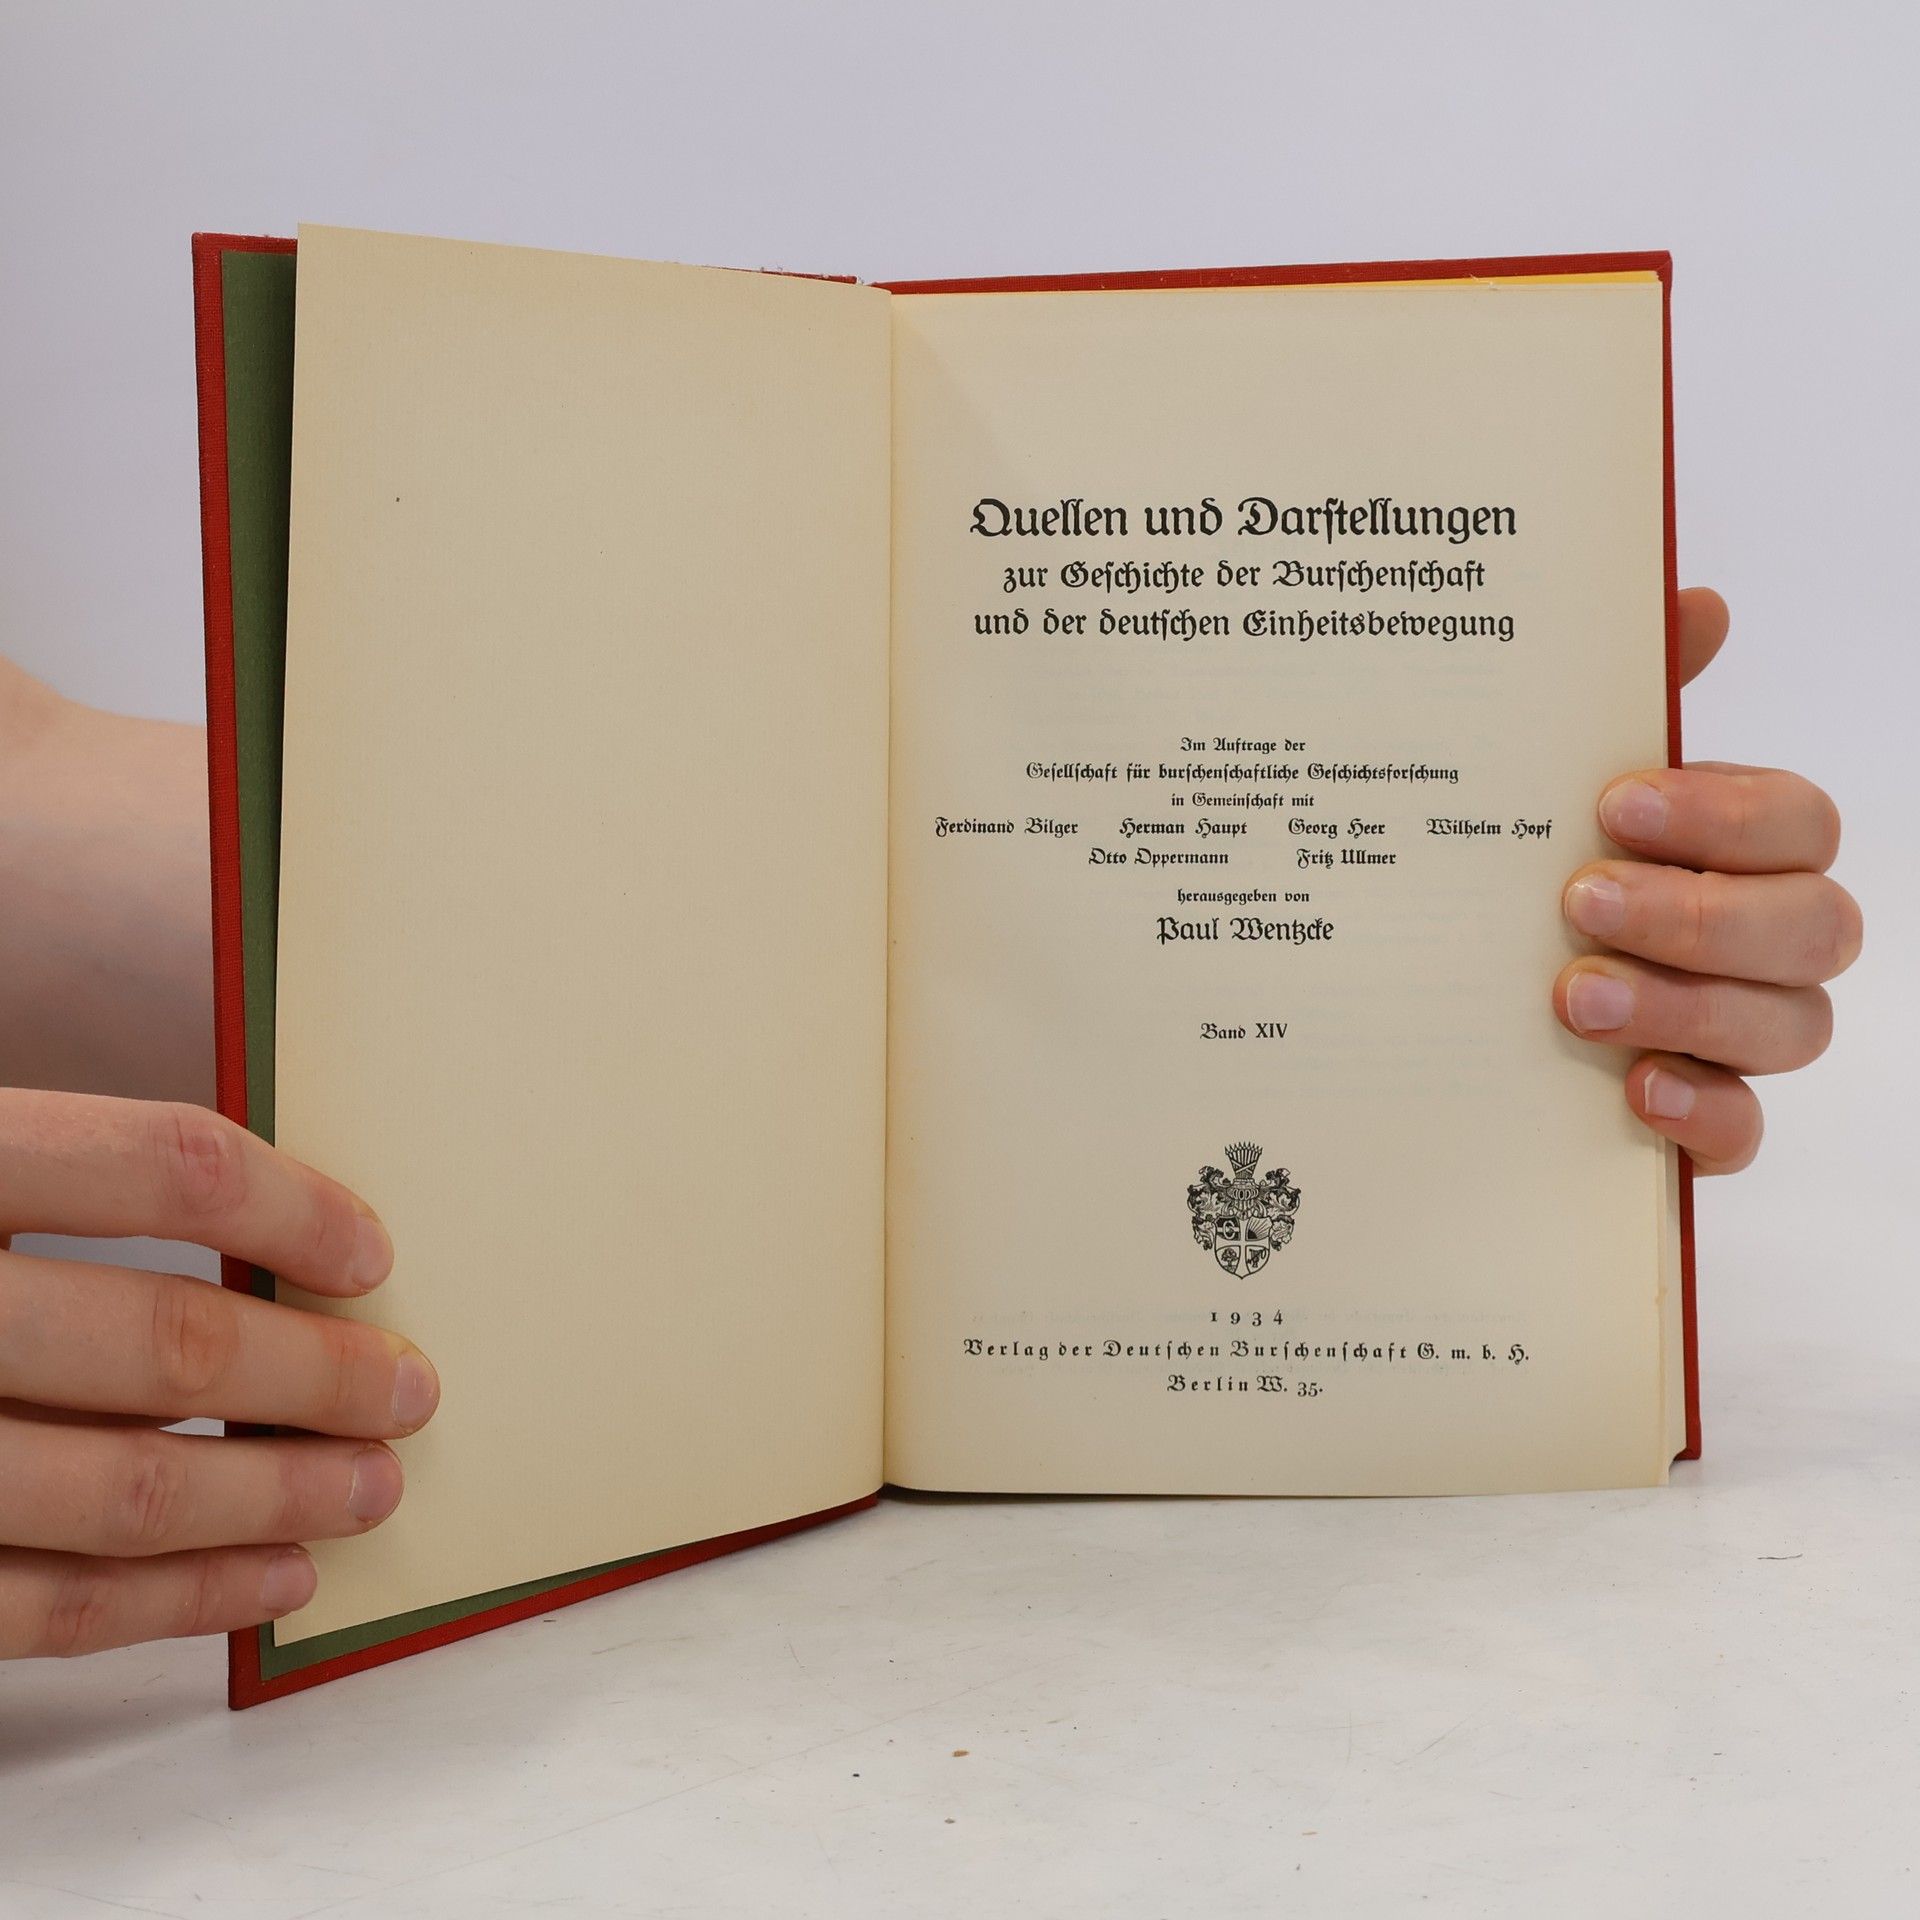 Quellen und Darſtellungen
zur Geſchichte der Burſchenſchaft
und der deutſchen Einheitsbewegung
Im Auftrage der
Geſellſchaft für burſchenſchaftliche Geſchichtsforſchung
in Gemeinſchaft mit
Ferdinand Bilger Herman Haupt Georg Heer Wilhelm Hopf
Otto Oppermann Fritz Ullmer
herausgegeben von
Paul Wentzcke
Band XIV
1934
Verlag der Deutſchen Burſchenſchaft G. m. b. H.
Berlin W. 35.